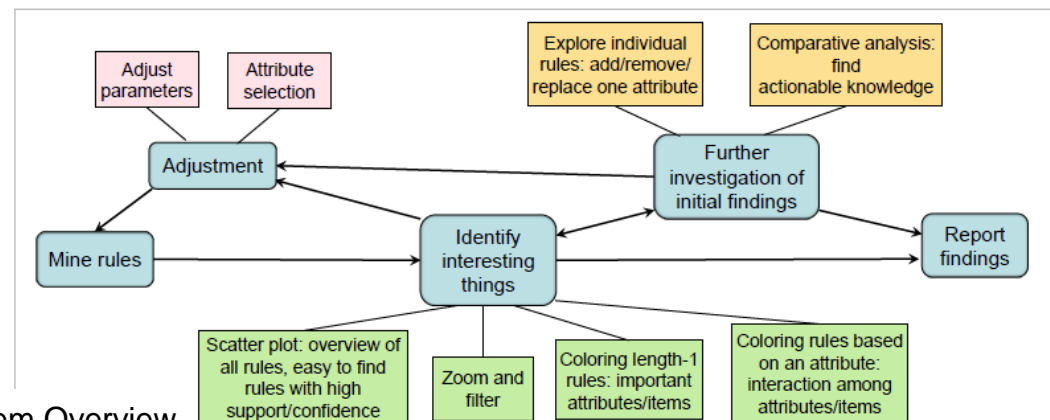 Adjust
parameters
Attribute
selection
Explore individual
rules: add/remove/
replace one attribute
Comparative analysis:
find
actionable knowledge
Adjustment
Further
investigation of
initial findings
Mine rules
Identify
interesting
things
Report
findings
Scatter plot: overview of
all rules, easy to find
rules with high
support/confidence
Zoom and
filter
Coloring length-1
rules: important
attributes/items
Coloring rules based
on an attribute:
interaction among
attributes/items
Overview